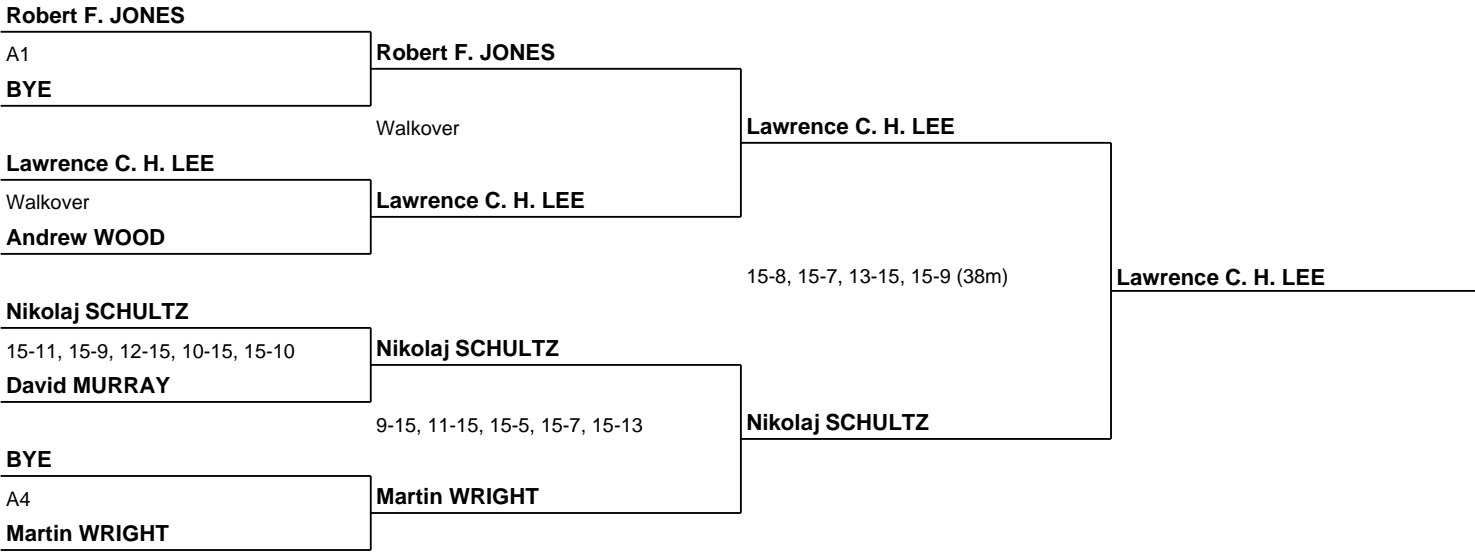 Robert F. JONES
A1
Robert F. JONES
BYE
Walkover
Lawrence C. H. LEE
Lawrence C. H. LEE
Walkover
Lawrence C. H. LEE
Andrew WOOD
15-8, 15-7, 13-15, 15-9 (38m)
Lawrence C. H. LEE
Nikolaj SCHULTZ
15-11, 15-9, 12-15, 10-15, 15-10
Nikolaj SCHULTZ
David MURRAY
9-15, 11-15, 15-5, 15-7, 15-13
Nikolaj SCHULTZ
BYE
A4
Martin WRIGHT
Martin WRIGHT